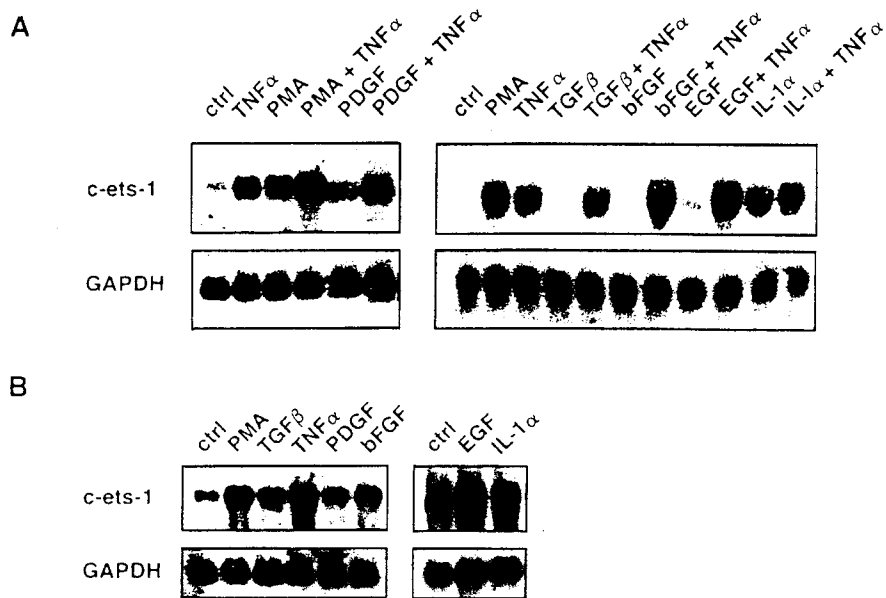 A
ctrl
TNFα
PMA
PMA + TNFα
PDGF
PDGF + TNFα
ctrl
PMA
TNFα
TGFβ
TGFβ + TNFα
bFGF
bFGF + TNFα
EGF
EGF + TNFα
IL-1α
IL-1α + TNFα
c-ets-1
GAPDH
B
ctrl
PMA
TGFβ
TNFα
PDGF
bFGF
ctrl
EGF
IL-1α
c-ets-1
GAPDH